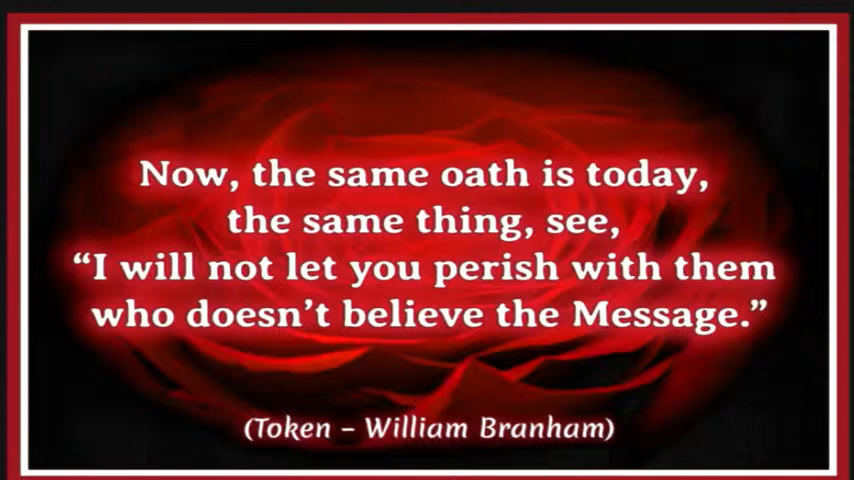 Now, the same oath is today,
the same thing, see,
“I will not let you perish with them
who doesn’t believe the Message.”
(Token – William Branham)